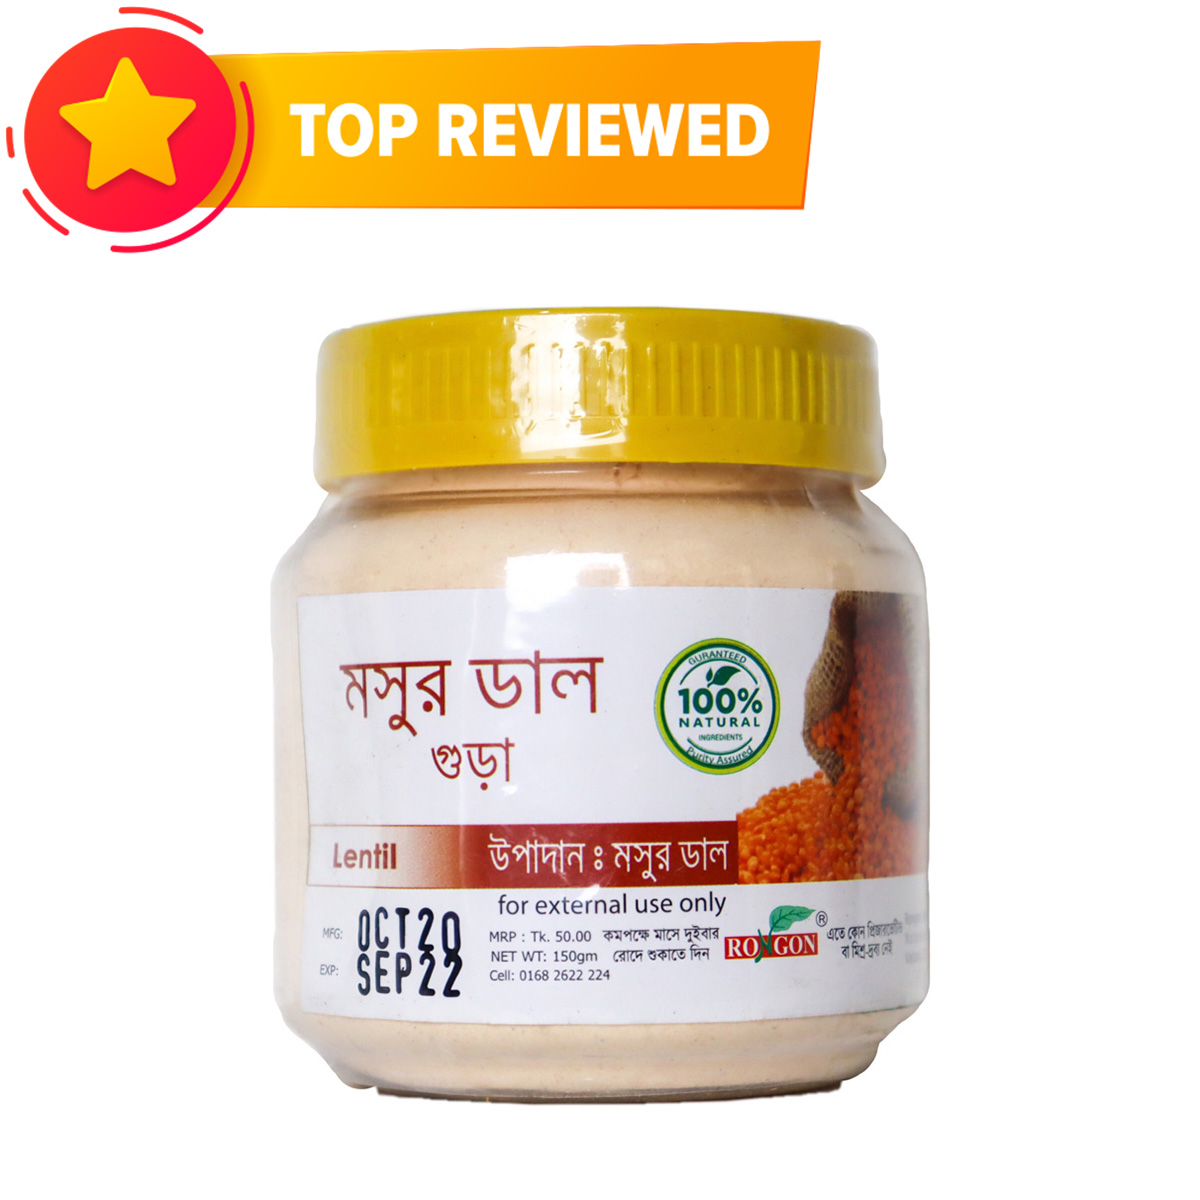 TOP REVIEWED
মসুর ডাল
গুড়া
GURANTEED
100%
NATURAL
INGREDIENTS
Purity Assured
Lentil
উপাদান : মসুর ডাল
for external use only
MFG: OCT20
EXP: SEP22
MRP : Tk. 50.00 কমপক্ষে মাসে দুইবার
NET WT: 150gm রোদে শুকাতে দিন
Cell: 0168 2622 224
RONGON ®
এতে কোন প্রিজারভেটিভ
বা মিশ্র-দ্রব্য নেই